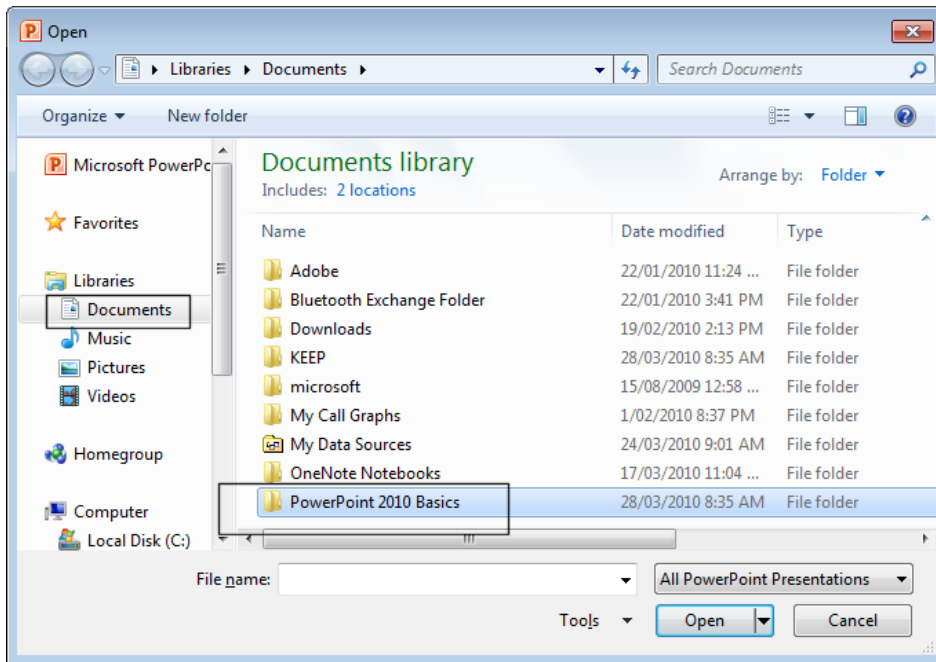 Open
Libraries Documents
Search Documents
Organize
New folder
Microsoft PowerPo
Favorites
Libraries
Documents
Music
Pictures
Videos
Homegroup
Computer
Local Disk (C:)
Documents library
Includes: 2 locations
Arrange by: Folder
Name Date modified Type
Adobe 22/01/2010 11:24 ... File folder
Bluetooth Exchange Folder 22/01/2010 3:41 PM File folder
Downloads 19/02/2010 2:13 PM File folder
KEEP 28/03/2010 8:35 AM File folder
microsoft 15/08/2009 12:58 ... File folder
My Call Graphs 1/02/2010 8:37 PM File folder
My Data Sources 24/03/2010 9:01 AM File folder
OneNote Notebooks 17/03/2010 11:04 ... File folder
PowerPoint 2010 Basics 28/03/2010 8:35 AM File folder
File name:
All PowerPoint Presentations
Tools
Open
Cancel